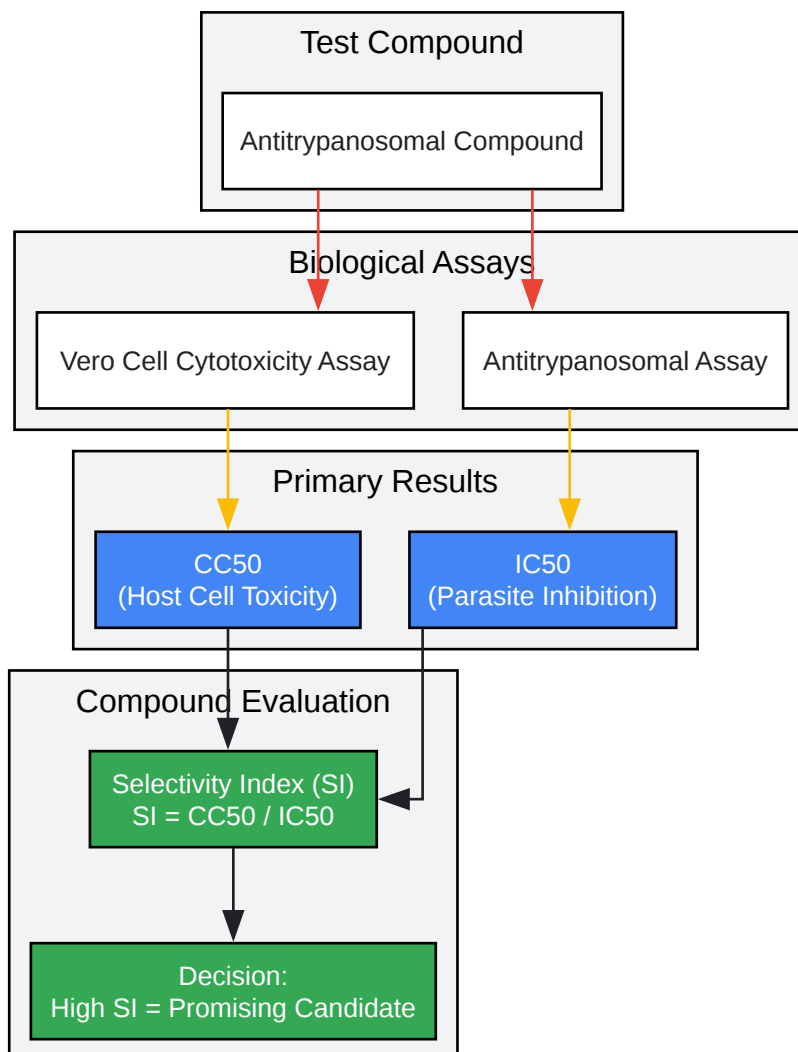 Test Compound
Antitrypanosomal Compound
Biological Assays
Vero Cell Cytotoxicity Assay
Antitrypanosomal Assay
Primary Results
CC50
(Host Cell Toxicity)
IC50
(Parasite Inhibition)
Compound Evaluation
Selectivity Index (SI)
SI = CC50 / IC50
Decision:
High SI = Promising Candidate